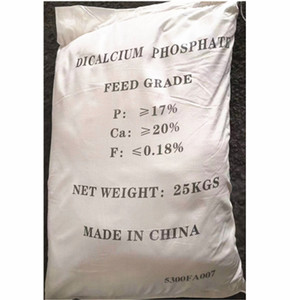 DICALCIUM PHOSPHATE
FEED GRADE
P: ≥17%
Ca: ≥20%
F: ≤0.18%
NET WEIGHT: 25KGS
MADE IN CHINA
S300FA007